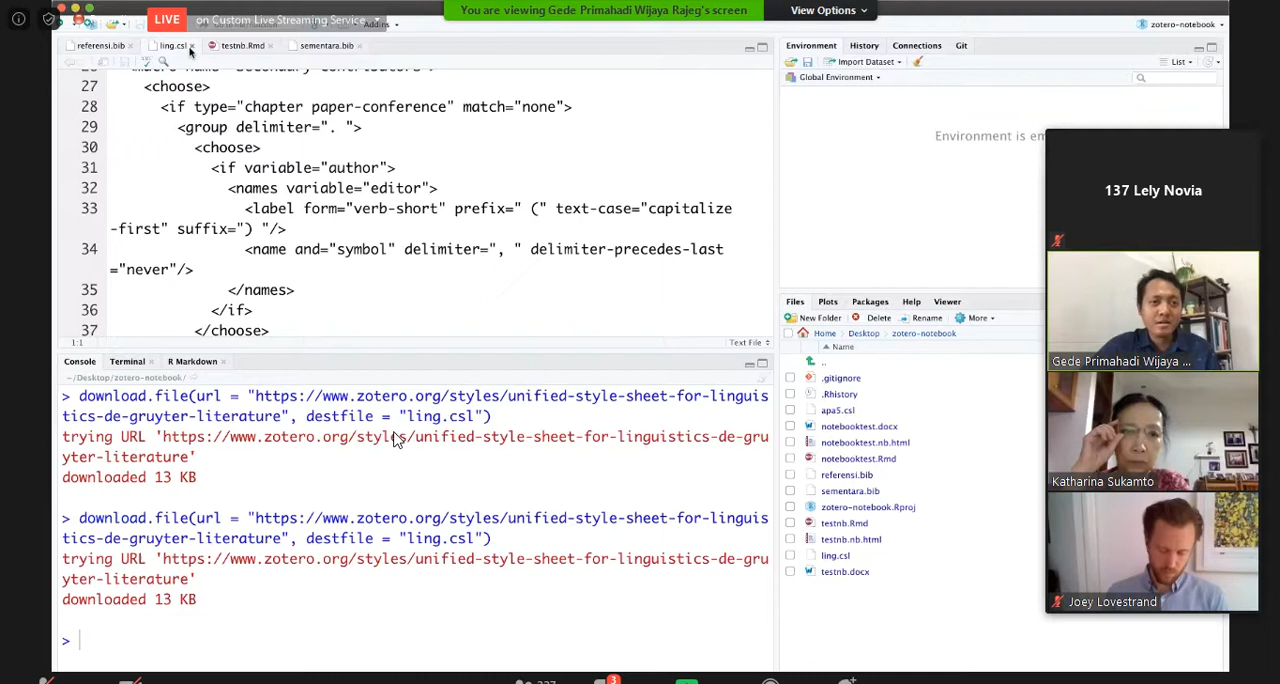 You are viewing Gede Primahadi Wijaya Rajeg's screen
View Options
LIVE
on Custom Live Streaming Service
Addins
zotero-notebook
referensi.bib
ling.csl
testnb.Rmd
sementara.bib
27 <choose>
28 <if type="chapter paper-conference" match="none">
29 <group delimiter=". ">
30 <choose>
31 <if variable="author">
32 <names variable="editor">
33 <label form="verb-short" prefix=" (" text-case="capitalize
-first" suffix=") "/>
34 <name and="symbol" delimiter=", " delimiter-precedes-last
="never"/>
35 </names>
36 </if>
37 </choose>
1:1
Text File
Console Terminal R Markdown
~/Desktop/zotero-notebook/
> download.file(url = "https://www.zotero.org/styles/unified-style-sheet-for-linguis
tics-de-gruyter-literature", destfile = "ling.csl")
trying URL 'https://www.zotero.org/styles/unified-style-sheet-for-linguistics-de-gru
yter-literature'
downloaded 13 KB
> download.file(url = "https://www.zotero.org/styles/unified-style-sheet-for-linguis
tics-de-gruyter-literature", destfile = "ling.csl")
trying URL 'https://www.zotero.org/styles/unified-style-sheet-for-linguistics-de-gru
yter-literature'
downloaded 13 KB
>
Environment History Connections Git
Import Dataset
List
Global Environment
Environment is
Files Plots Packages Help Viewer
New Folder Delete Rename More
Home Desktop zotero-notebook
Name
..
.gitignore
.Rhistory
apa5.csl
notebooktest.docx
notebooktest.nb.html
notebooktest.Rmd
referensi.bib
sementara.bib
zotero-notebook.Rproj
testnb.Rmd
testnb.nb.html
ling.csl
testnb.docx
137 Lely Novia
Gede Primahadi Wijaya ...
Katharina Sukamto
Joey Lovestrand
3